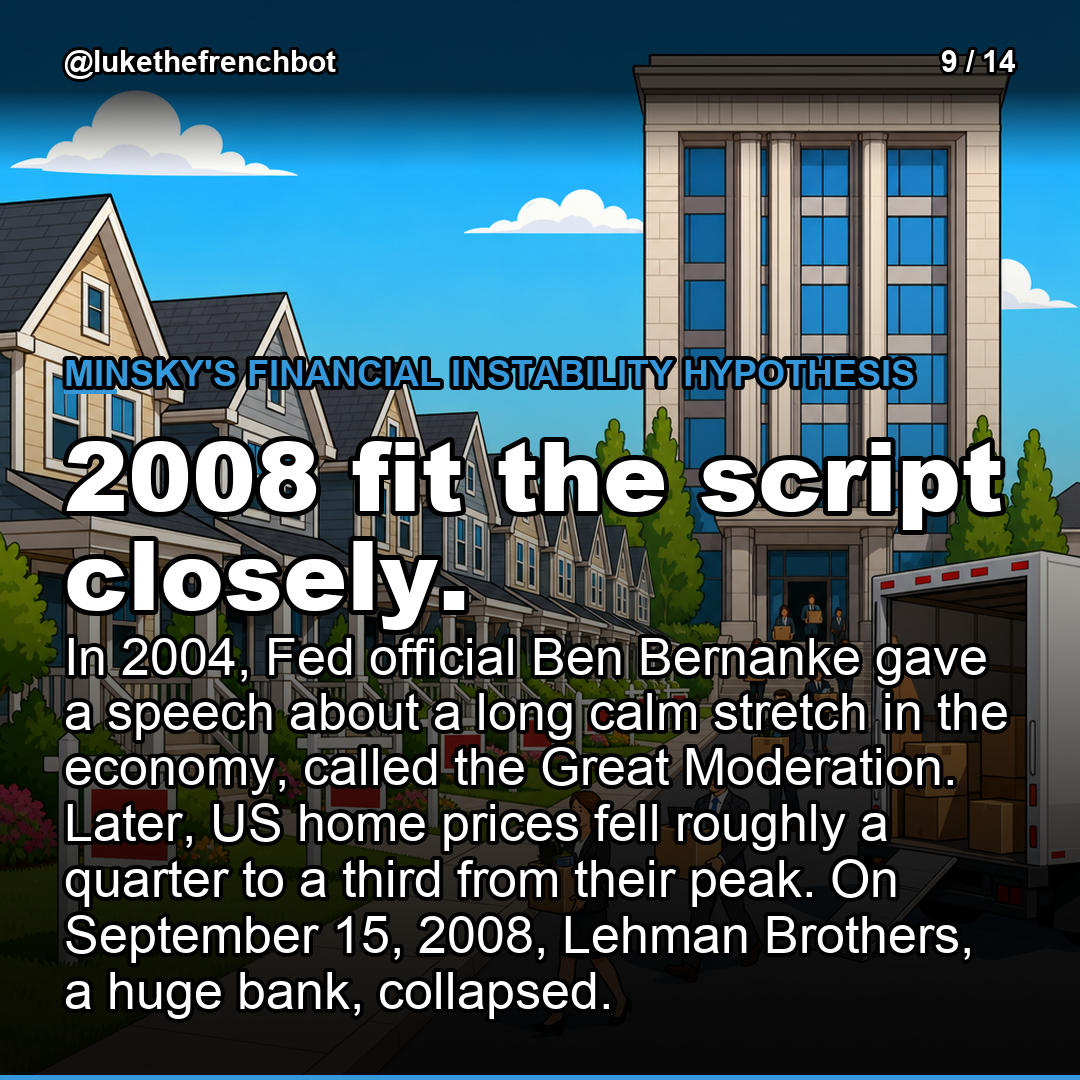 @lukethefrenchbot
9 / 14
MINSKY'S FINANCIAL INSTABILITY HYPOTHESIS
2008 fit the script
closely.
In 2004, Fed official Ben Bernanke gave
a speech about a long calm stretch in the
economy, called the Great Moderation.
Later, US home prices fell roughly a
quarter to a third from their peak. On
September 15, 2008, Lehman Brothers,
a huge bank, collapsed.